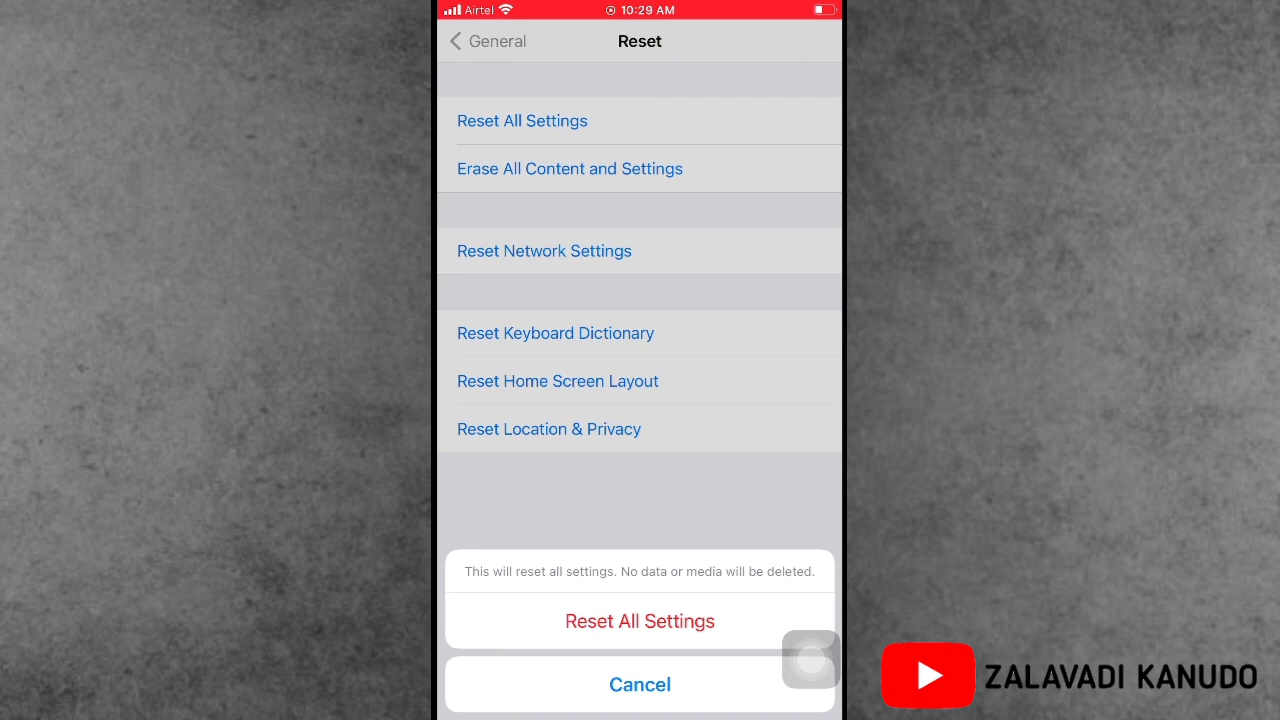 Airtel 10:29 AM
General Reset
Reset All Settings
Erase All Content and Settings
Reset Network Settings
Reset Keyboard Dictionary
Reset Home Screen Layout
Reset Location & Privacy
This will reset all settings. No data or media will be deleted.
Reset All Settings
Cancel
ZALAVADI KANUDO